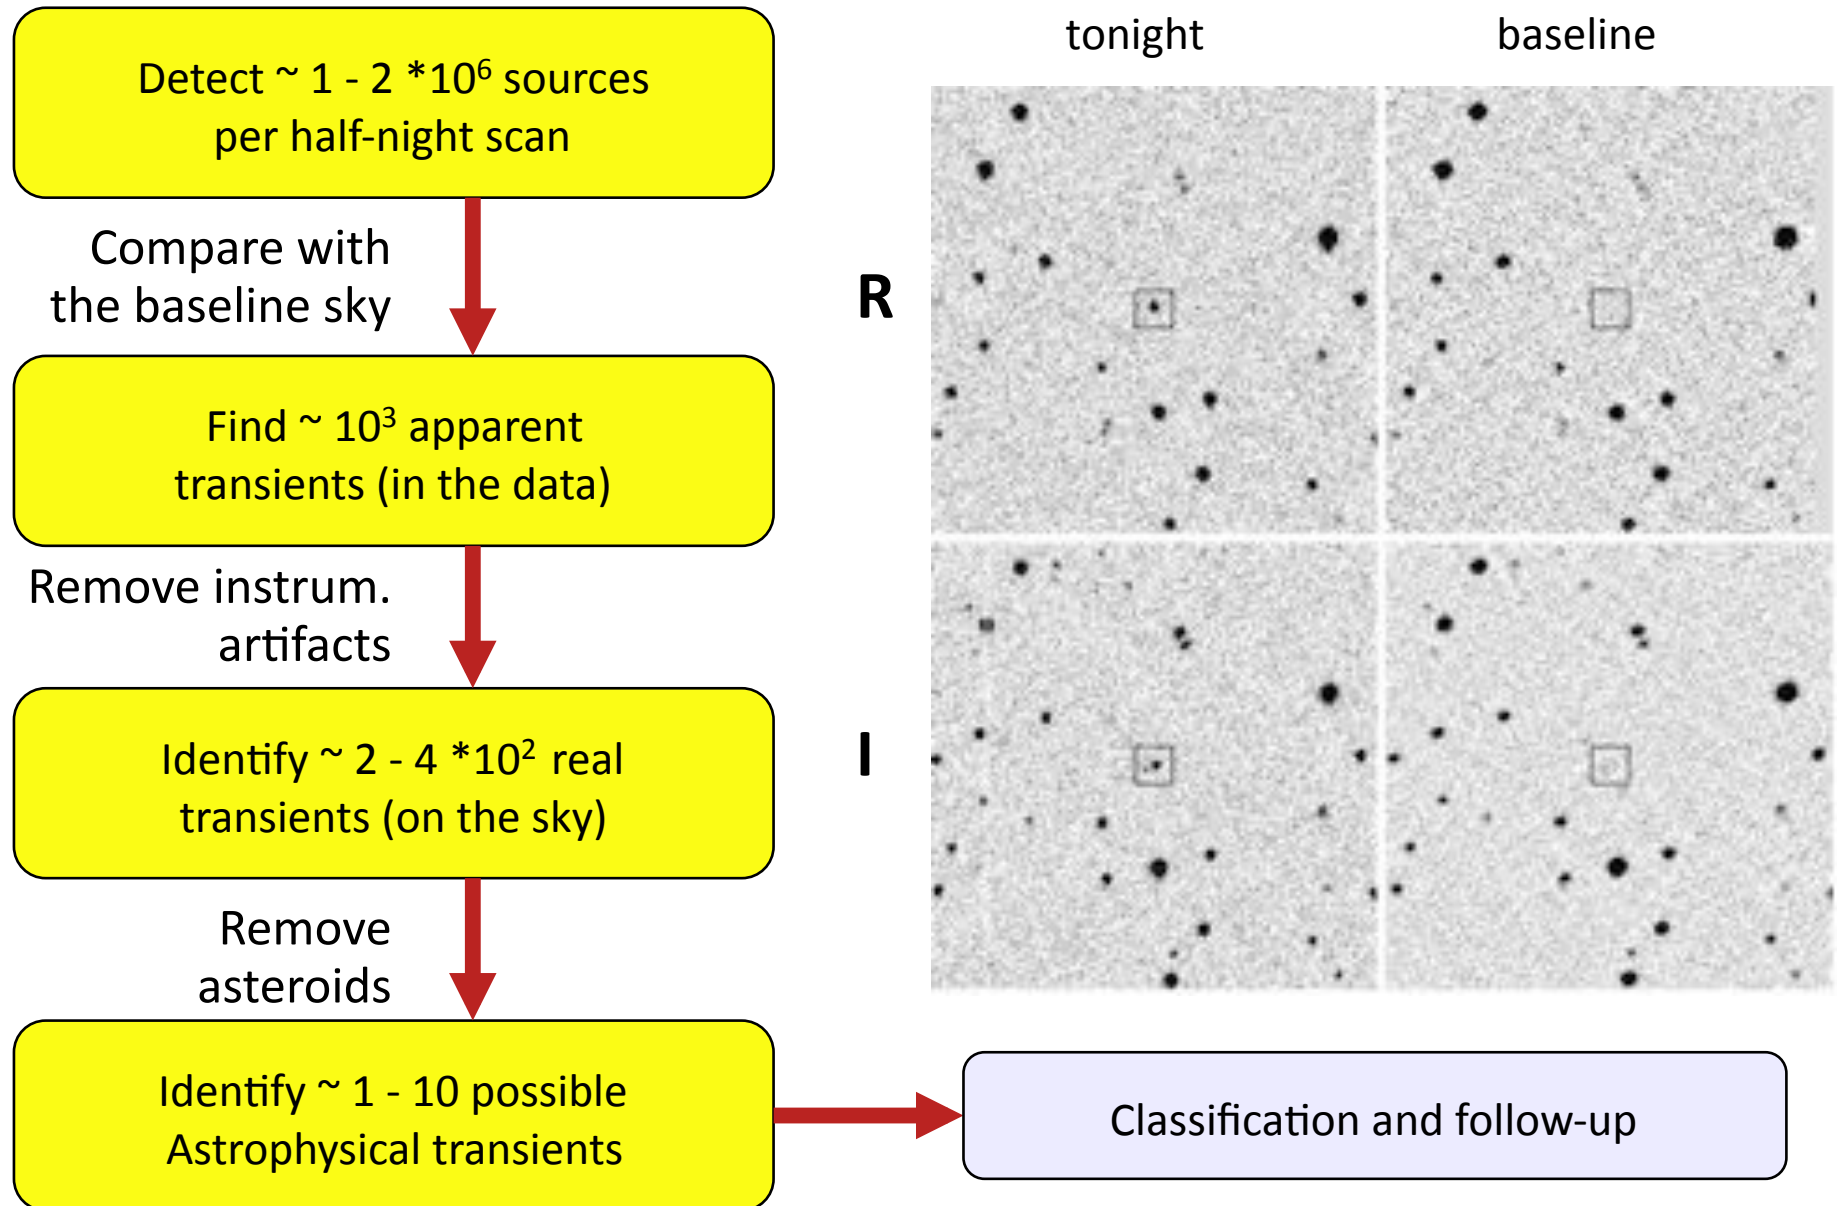 Detect ~ 1 - 2 *10⁶ sources
per half-night scan
Compare with
the baseline sky
Find ~ 10³ apparent
transients (in the data)
Remove instrum.
artifacts
Identify ~ 2 - 4 *10² real
transients (on the sky)
Remove
asteroids
Identify ~ 1 - 10 possible
Astrophysical transients
Classification and follow-up
tonight
baseline
R
I